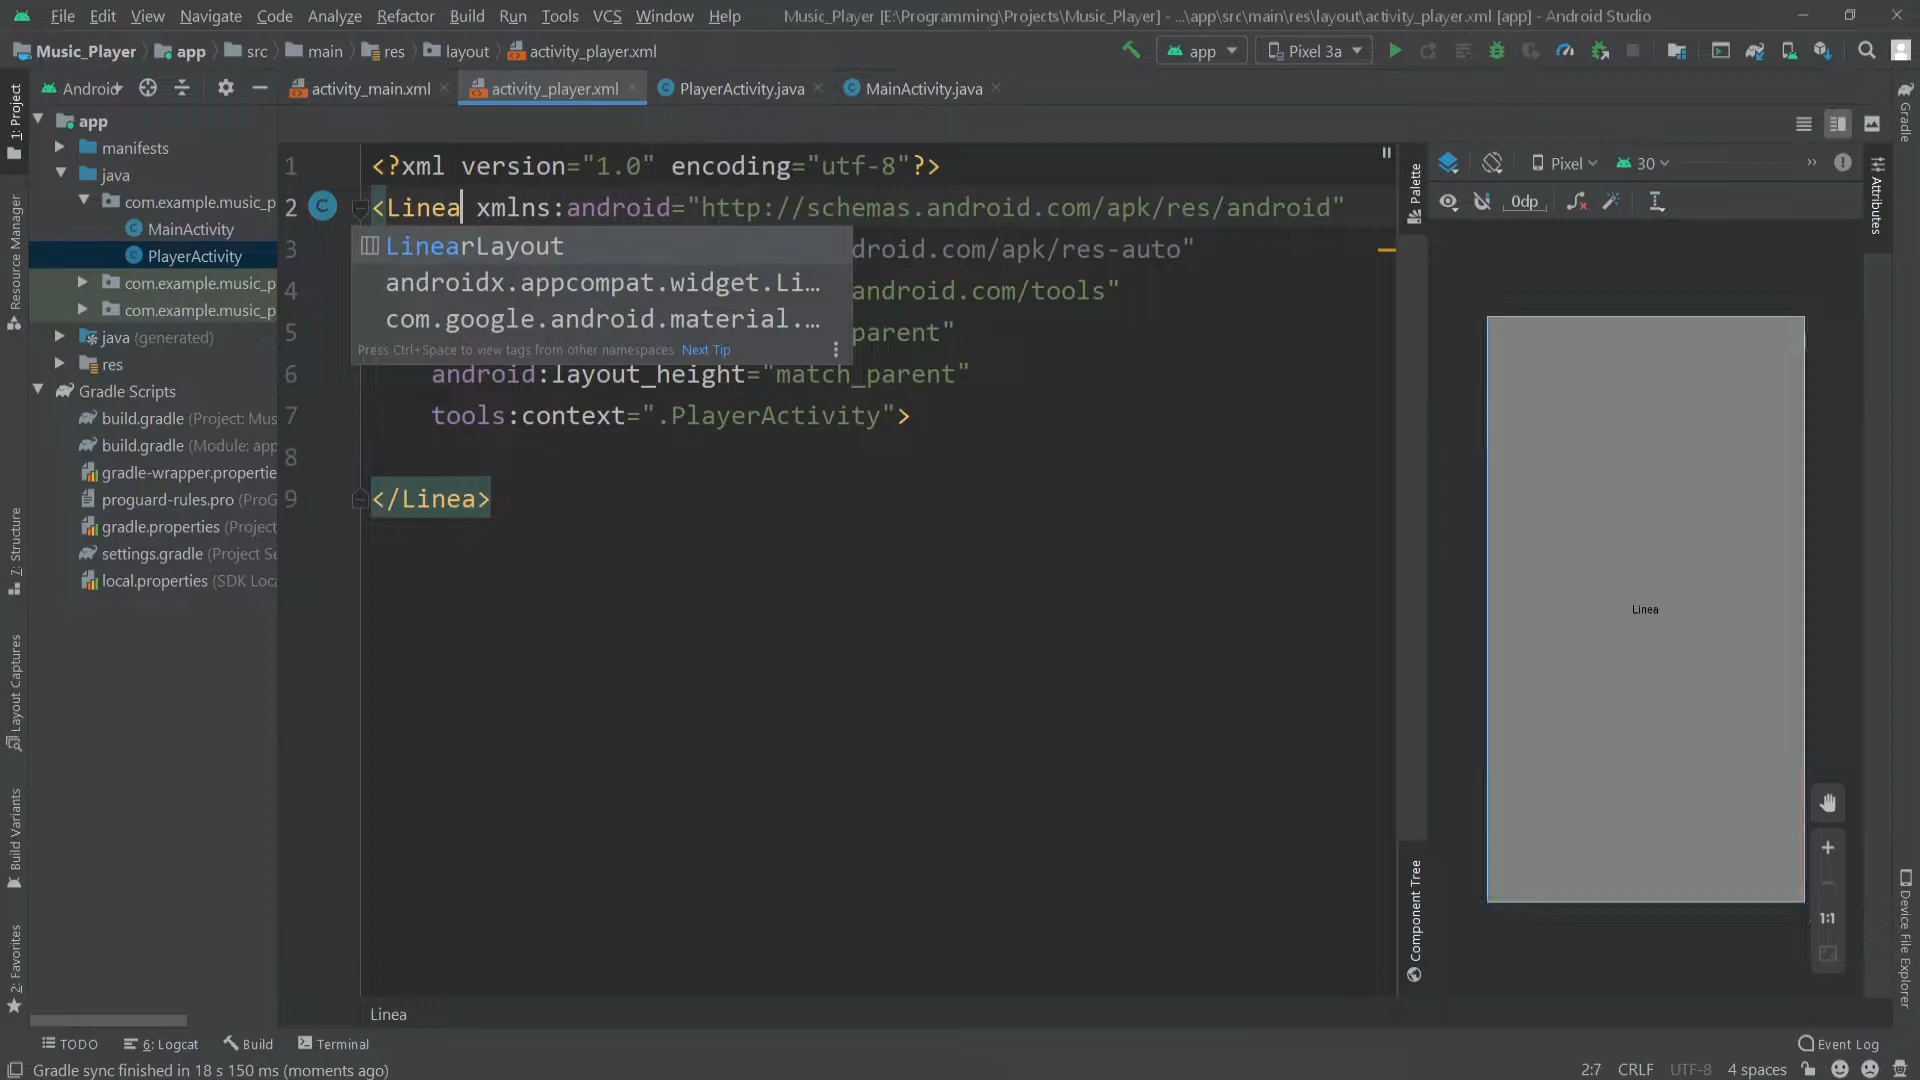 File Edit View Navigate Code Analyze Refactor Build Run Tools VCS Window Help Music_Player [E:\Programming\Projects\Music_Player] - ...\app\src\main\res\layout\activity_player.xml [app] - Android Studio
Music_Player app src main res layout activity_player.xml app Pixel 3a
Android activity_main.xml activity_player.xml PlayerActivity.java MainActivity.java
1: Project
Resource Manager
7: Structure
Layout Captures
Build Variants
2: Favorites
app
manifests
java
com.example.music_p
MainActivity
PlayerActivity
com.example.music_p
com.example.music_p
java (generated)
res
Gradle Scripts
build.gradle (Project: Mus
build.gradle (Module: app
gradle-wrapper.propertie
proguard-rules.pro (ProG
gradle.properties (Project
settings.gradle (Project Se
local.properties (SDK Loca
1 <?xml version="1.0" encoding="utf-8"?>
2 <Linea xmlns:android="http://schemas.android.com/apk/res/android"
3 droid.com/apk/res-auto"
4 android.com/tools"
5 parent"
6 android:layout_height="match_parent"
7 tools:context=".PlayerActivity">
8
9 </Linea>
LinearLayout
androidx.appcompat.widget.Li...
com.google.android.material....
Press Ctrl+Space to view tags from other namespaces Next Tip
Linea
Palette
Component Tree
Pixel 30
0dp
Linea
1:1
Attributes
Gradle
Device File Explorer
TODO 6: Logcat Build Terminal Event Log
Gradle sync finished in 18 s 150 ms (moments ago) 2:7 CRLF UTF-8 4 spaces